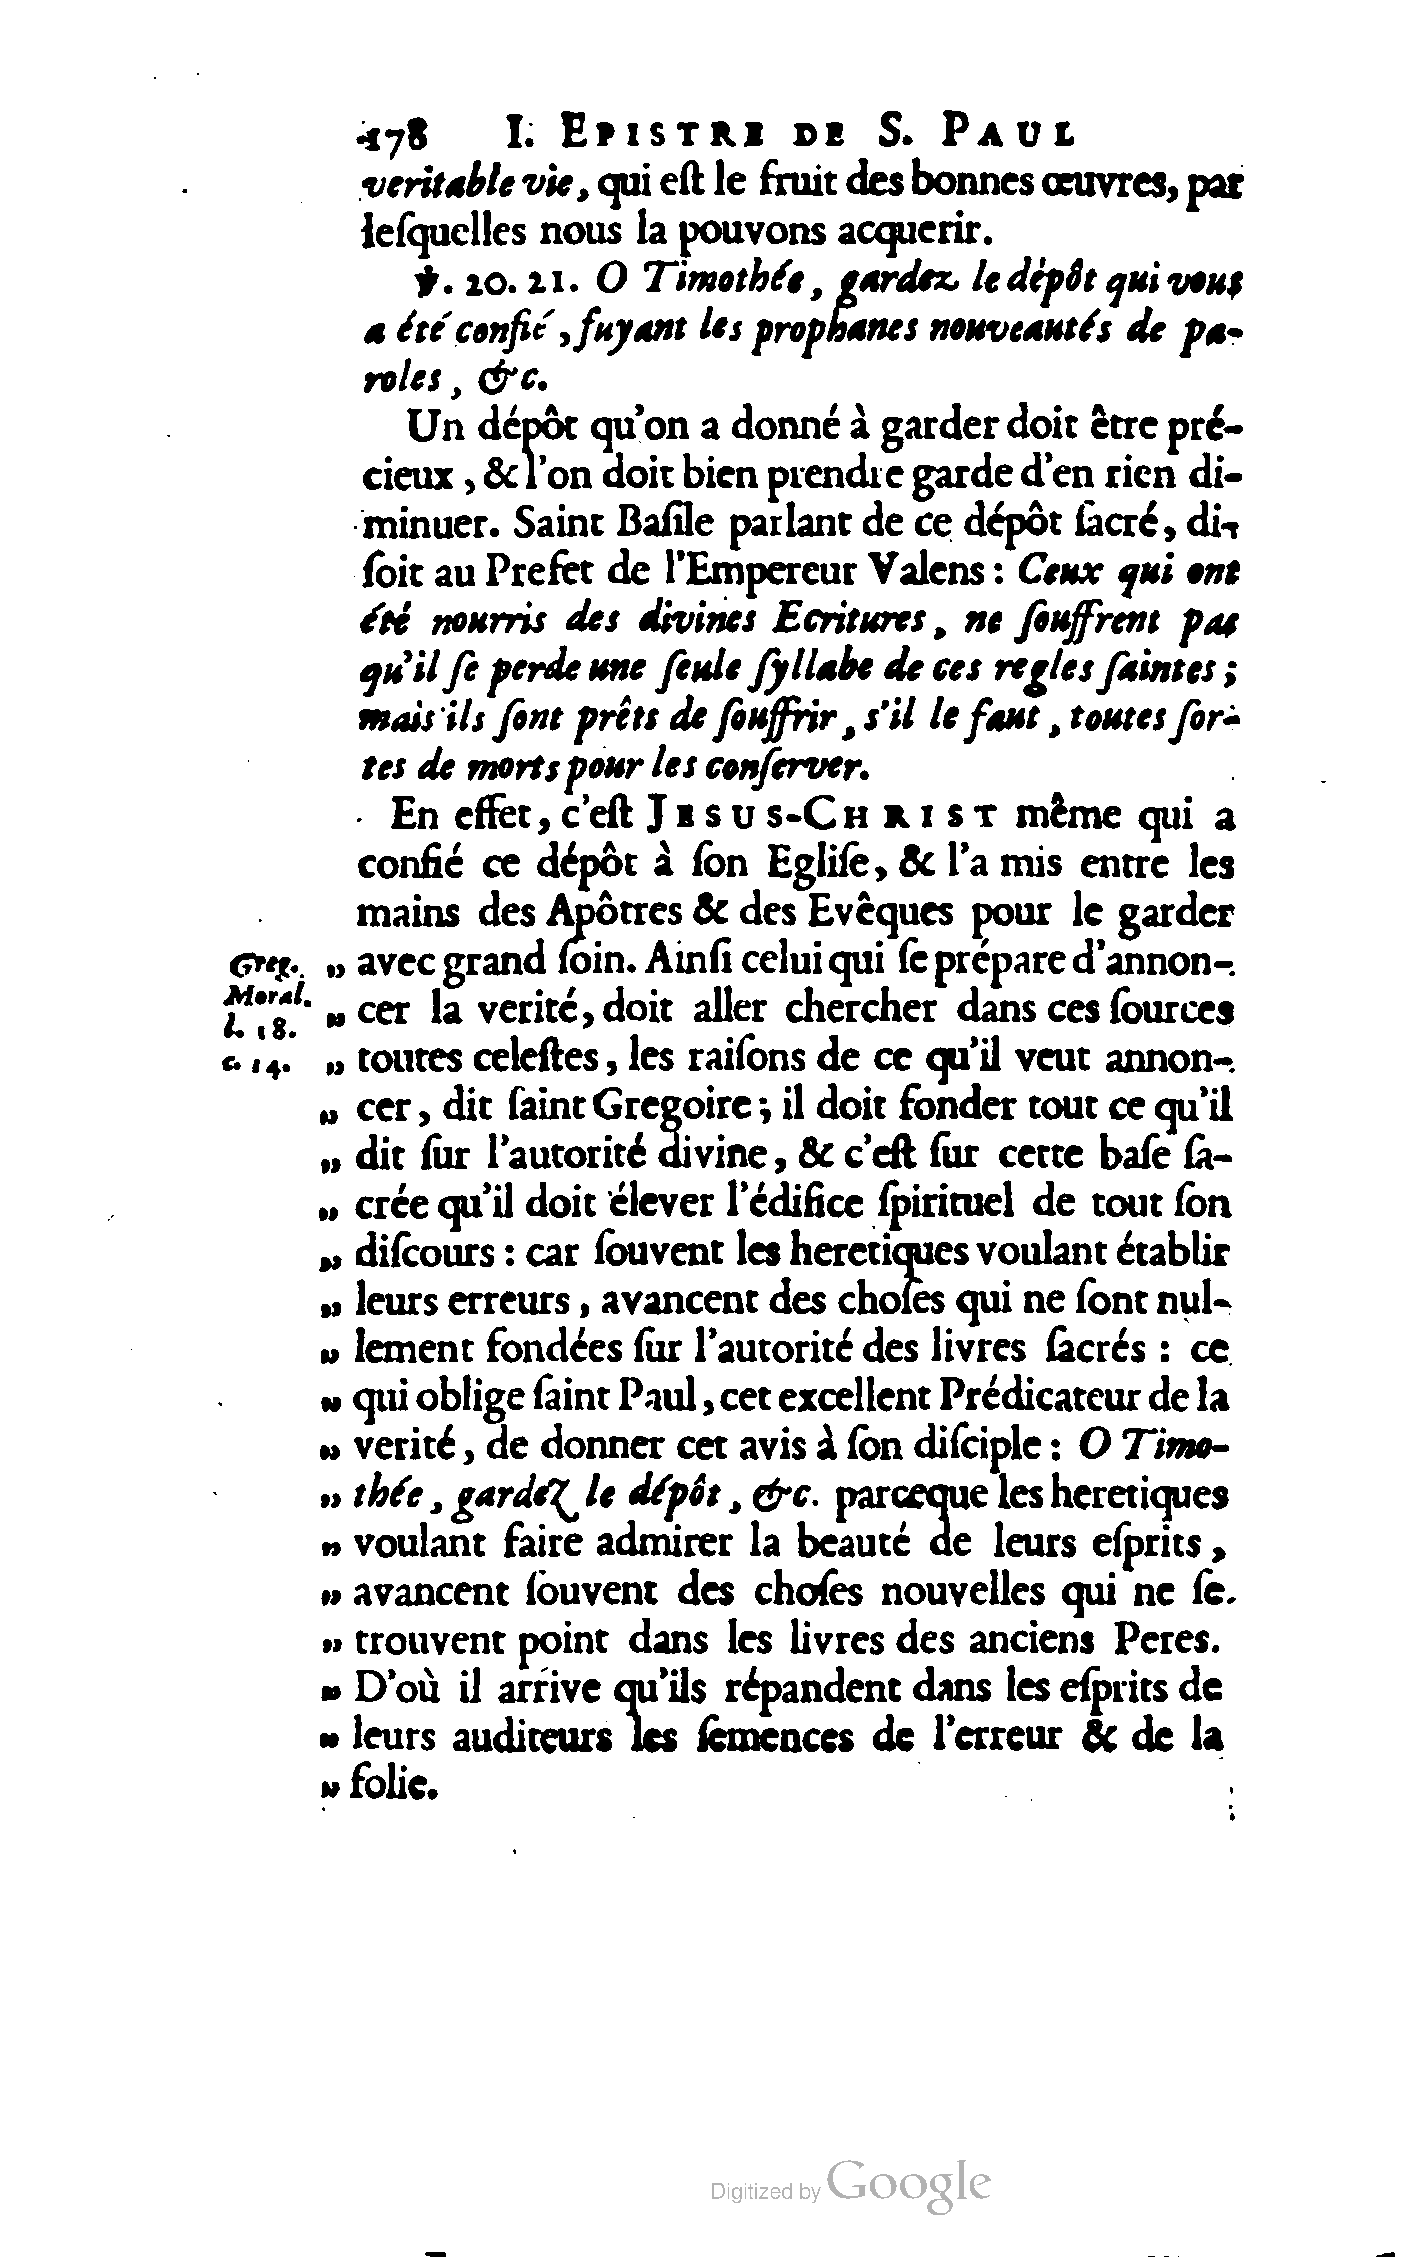 178 I. EPISTRE DE S. PAUL
veritable vie, qui eſt le fruit des bonnes œuvres, par
leſquelles nous la pouvons acquerir.
℣. 20. 21. O Timothée, gardez le dépôt qui vous
a été confié, fuyant les prophanes nouveautés de pa-
roles, &c.
Un dépôt qu'on a donné à garder doit être pré-
cieux, & l'on doit bien prendre garde d'en rien di-
minuer. Saint Baſile parlant de ce dépôt ſacré, di-
ſoit au Prefet de l'Empereur Valens : Ceux qui ont
été nourris des divines Ecritures, ne ſouffrent pas
qu'il ſe perde une ſeule ſyllabe de ces regles ſaintes ;
mais ils ſont prêts de ſouffrir, s'il le faut, toutes ſor-
tes de morts pour les conſerver.
En effet, c'eſt JESUS-CHRIST même qui a
confié ce dépôt à ſon Egliſe, & l'a mis entre les
mains des Apôtres & des Evêques pour le garder
Greg. „ avec grand ſoin. Ainſi celui qui ſe prépare d'annon-
Moral. „ cer la verité, doit aller chercher dans ces ſources
l. 18.
c. 14. „ toutes celeſtes, les raiſons de ce qu'il veut annon-
„ cer, dit ſaint Gregoire ; il doit fonder tout ce qu'il
„ dit ſur l'autorité divine, & c'eſt ſur cette baſe ſa-
„ crée qu'il doit élever l'édifice ſpirituel de tout ſon
„ diſcours : car ſouvent les heretiques voulant établir
„ leurs erreurs, avancent des choſes qui ne ſont nul-
„ lement fondées ſur l'autorité des livres ſacrés : ce
„ qui oblige ſaint Paul, cet excellent Prédicateur de la
„ verité, de donner cet avis à ſon diſciple : O Timo-
„ thée, gardez le dépôt, &c. parceque les heretiques
„ voulant faire admirer la beauté de leurs eſprits,
„ avancent ſouvent des choſes nouvelles qui ne ſe
„ trouvent point dans les livres des anciens Peres.
„ D'où il arrive qu'ils répandent dans les eſprits de
„ leurs auditeurs les ſemences de l'erreur & de la
„ folie.
Digitized by Google